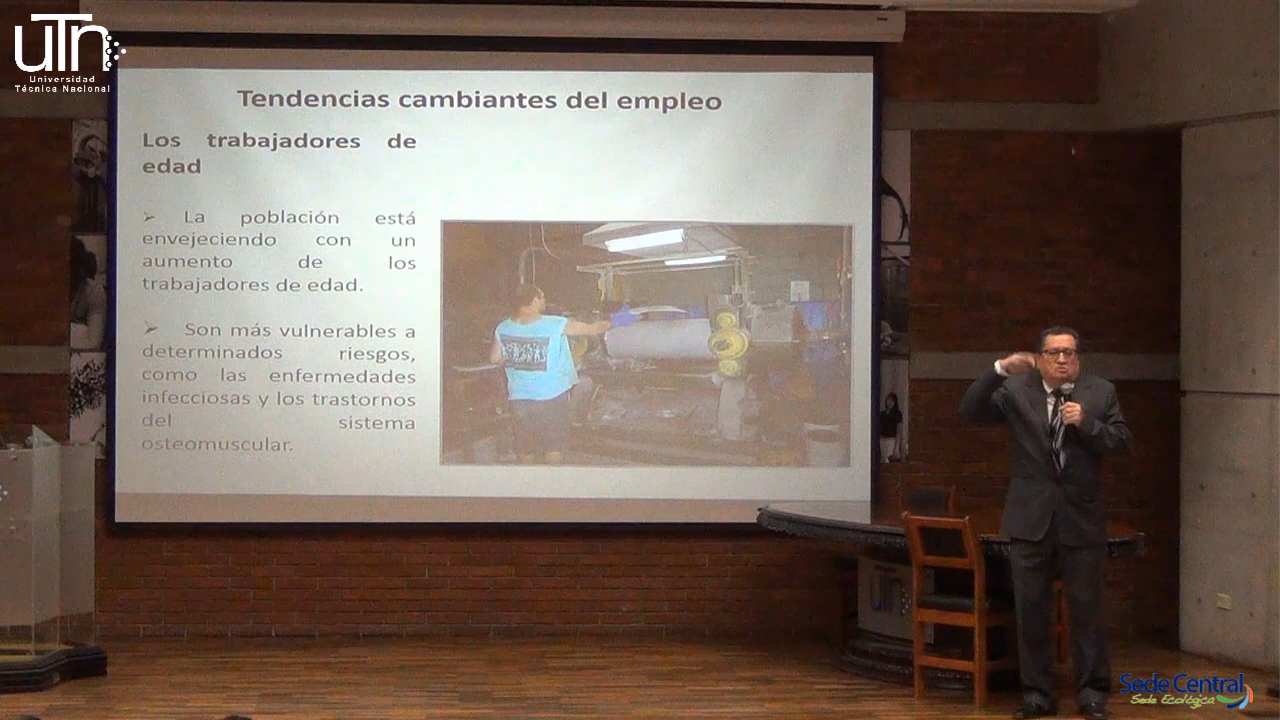 UTN
Universidad
Técnica Nacional
Tendencias cambiantes del empleo
Los trabajadores de
edad
➢ La población está
envejeciendo con un
aumento de los
trabajadores de edad.
➢ Son más vulnerables a
determinados riesgos,
como las enfermedades
infecciosas y los trastornos
del sistema
osteomuscular.
Sede Central
Sede Ecológica